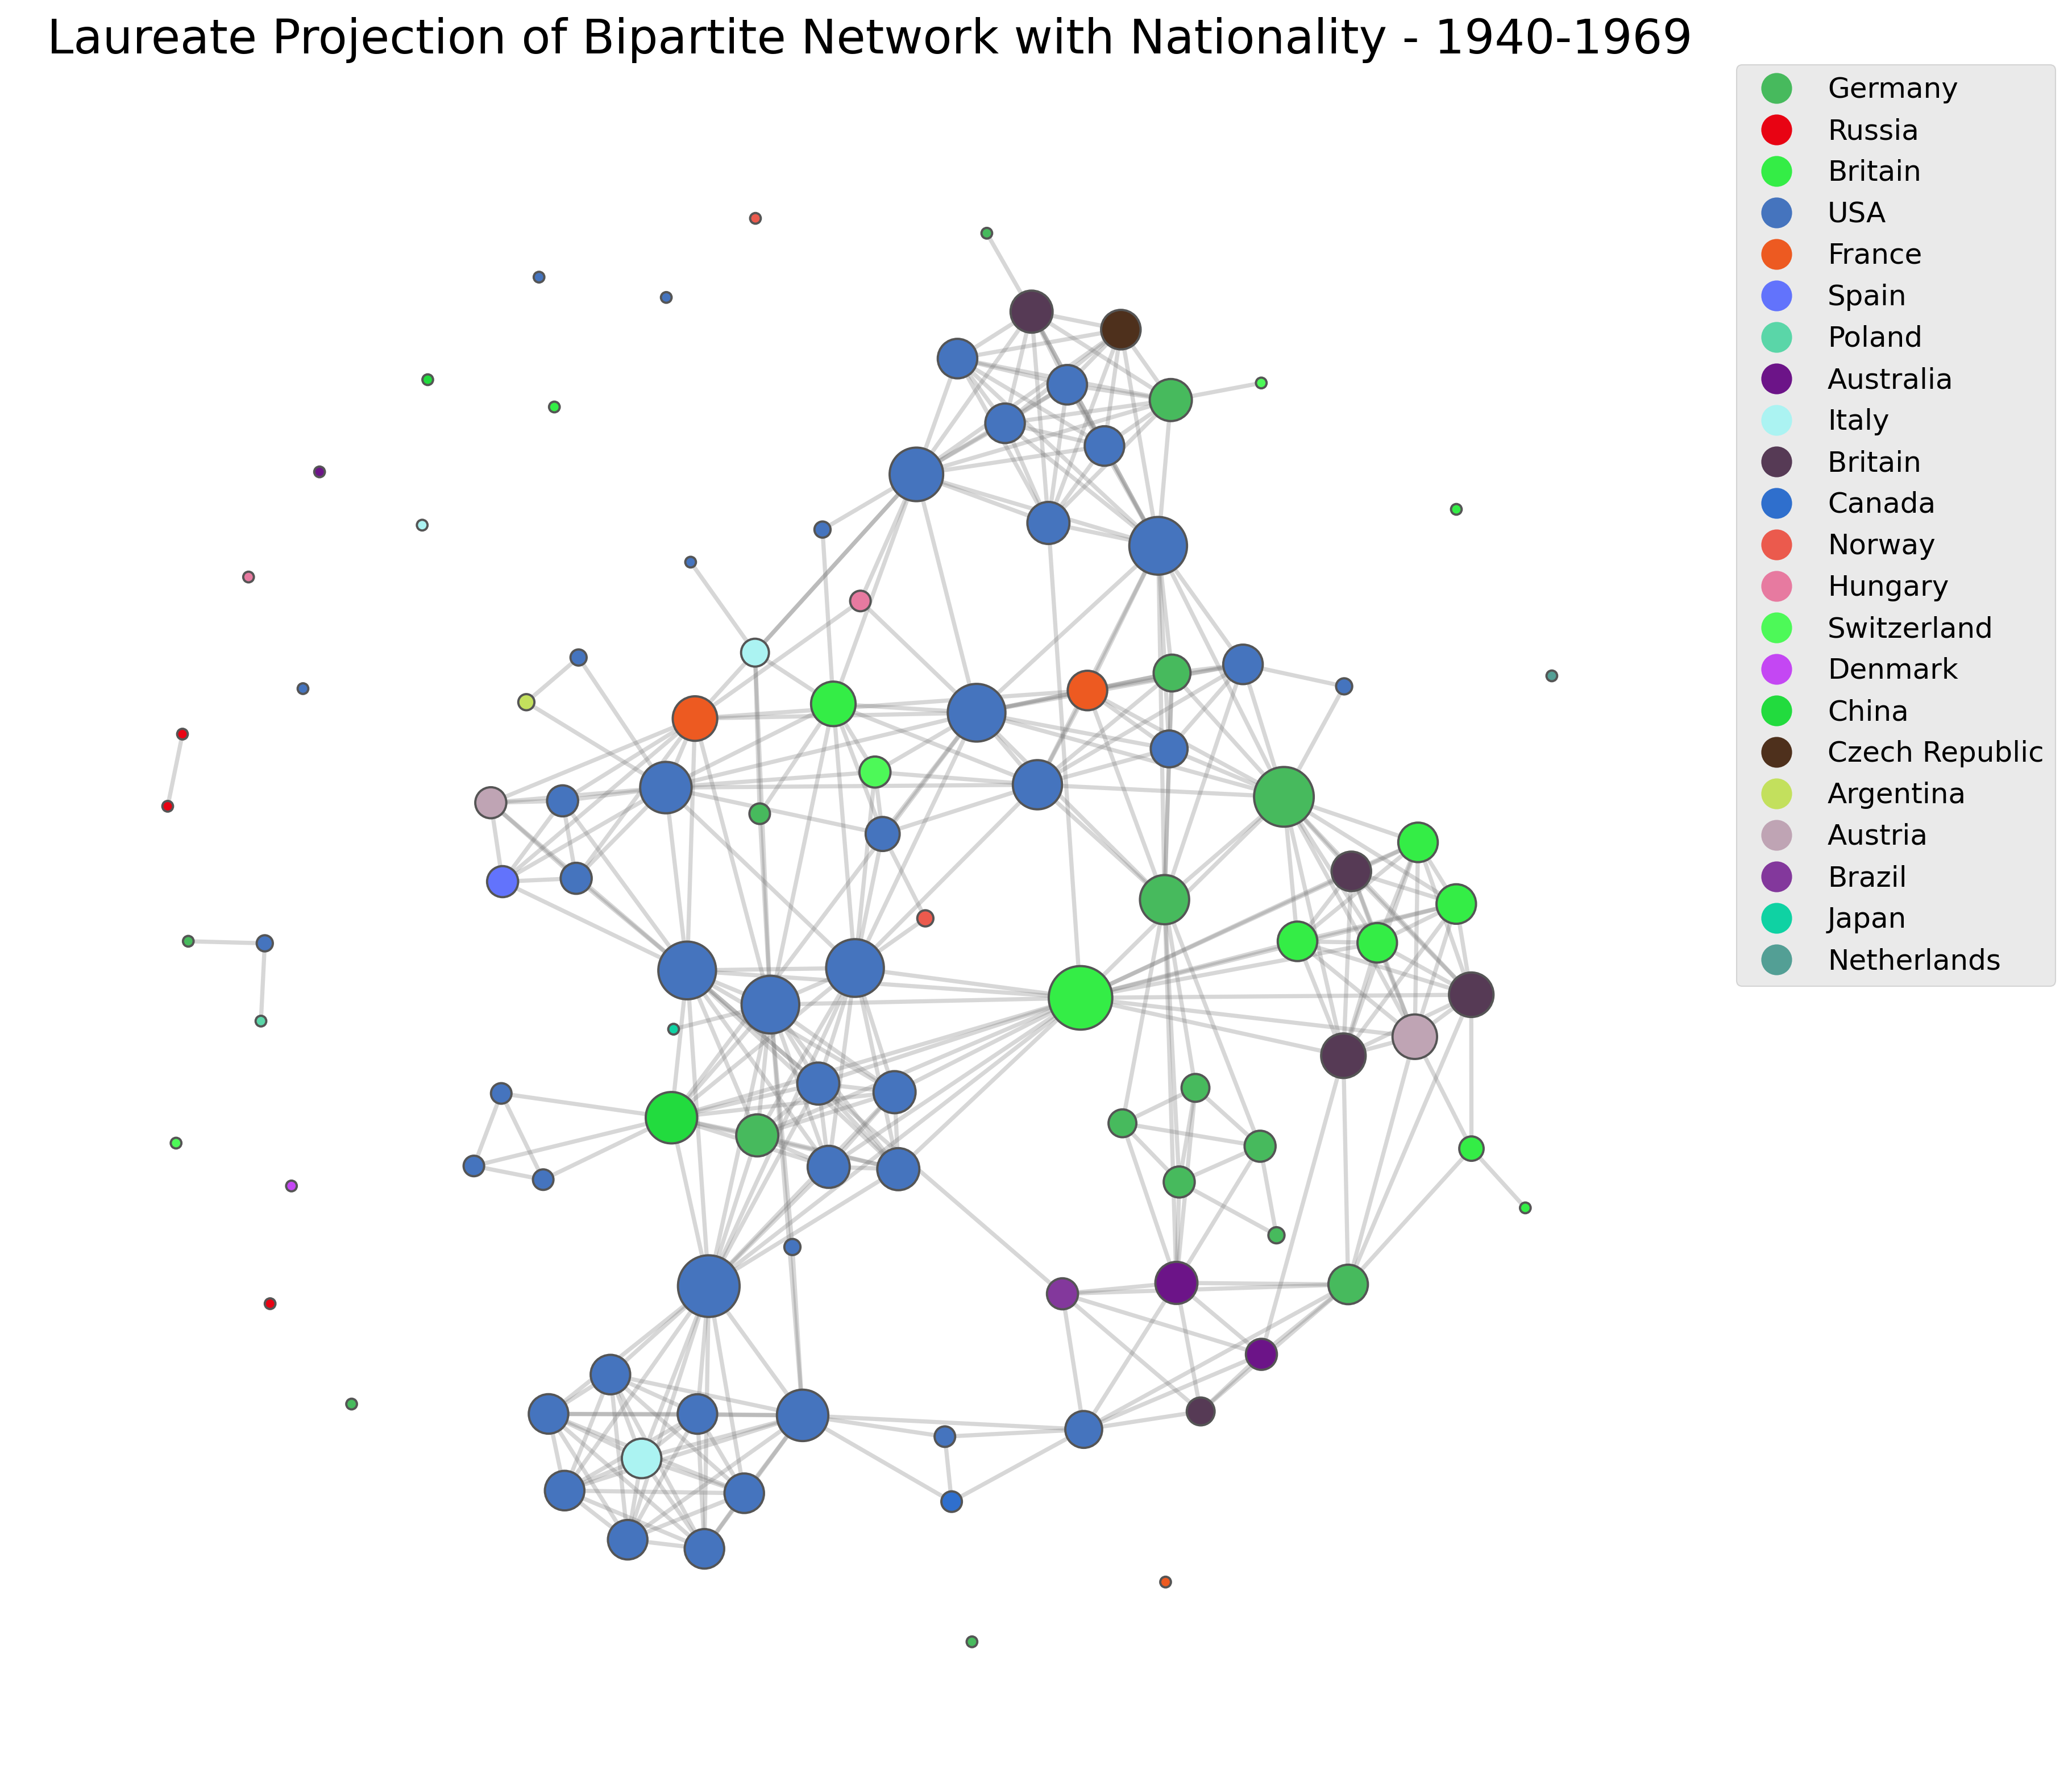 Laureate Projection of Bipartite Network with Nationality - 1940-1969
Germany
Russia
Britain
USA
France
Spain
Poland
Australia
Italy
Britain
Canada
Norway
Hungary
Switzerland
Denmark
China
Czech Republic
Argentina
Austria
Brazil
Japan
Netherlands